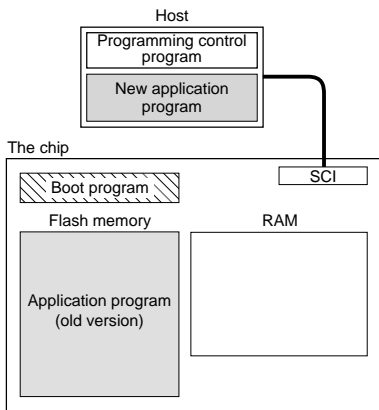 Host
Programming control
program
New application
program
The chip
SCI
Boot program
Flash memory
RAM
Application program
(old version)